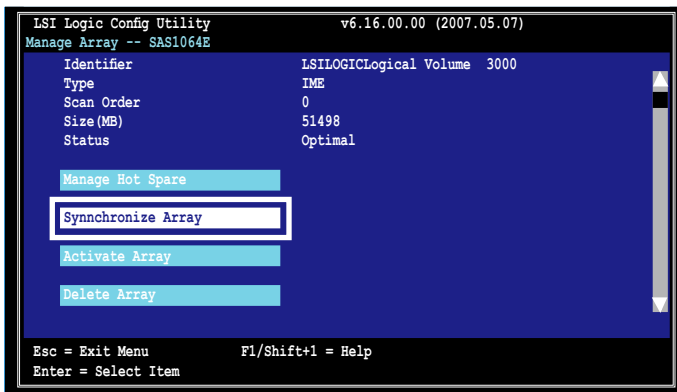 LSI Logic Config Utility v6.16.00.00 (2007.05.07)
Manage Array -- SAS1064E
Identifier LSILOGICLogical Volume 3000
Type IME
Scan Order 0
Size(MB) 51498
Status Optimal
Manage Hot Spare
Synnchronize Array
Activate Array
Delete Array
Esc = Exit Menu F1/Shift+1 = Help
Enter = Select Item